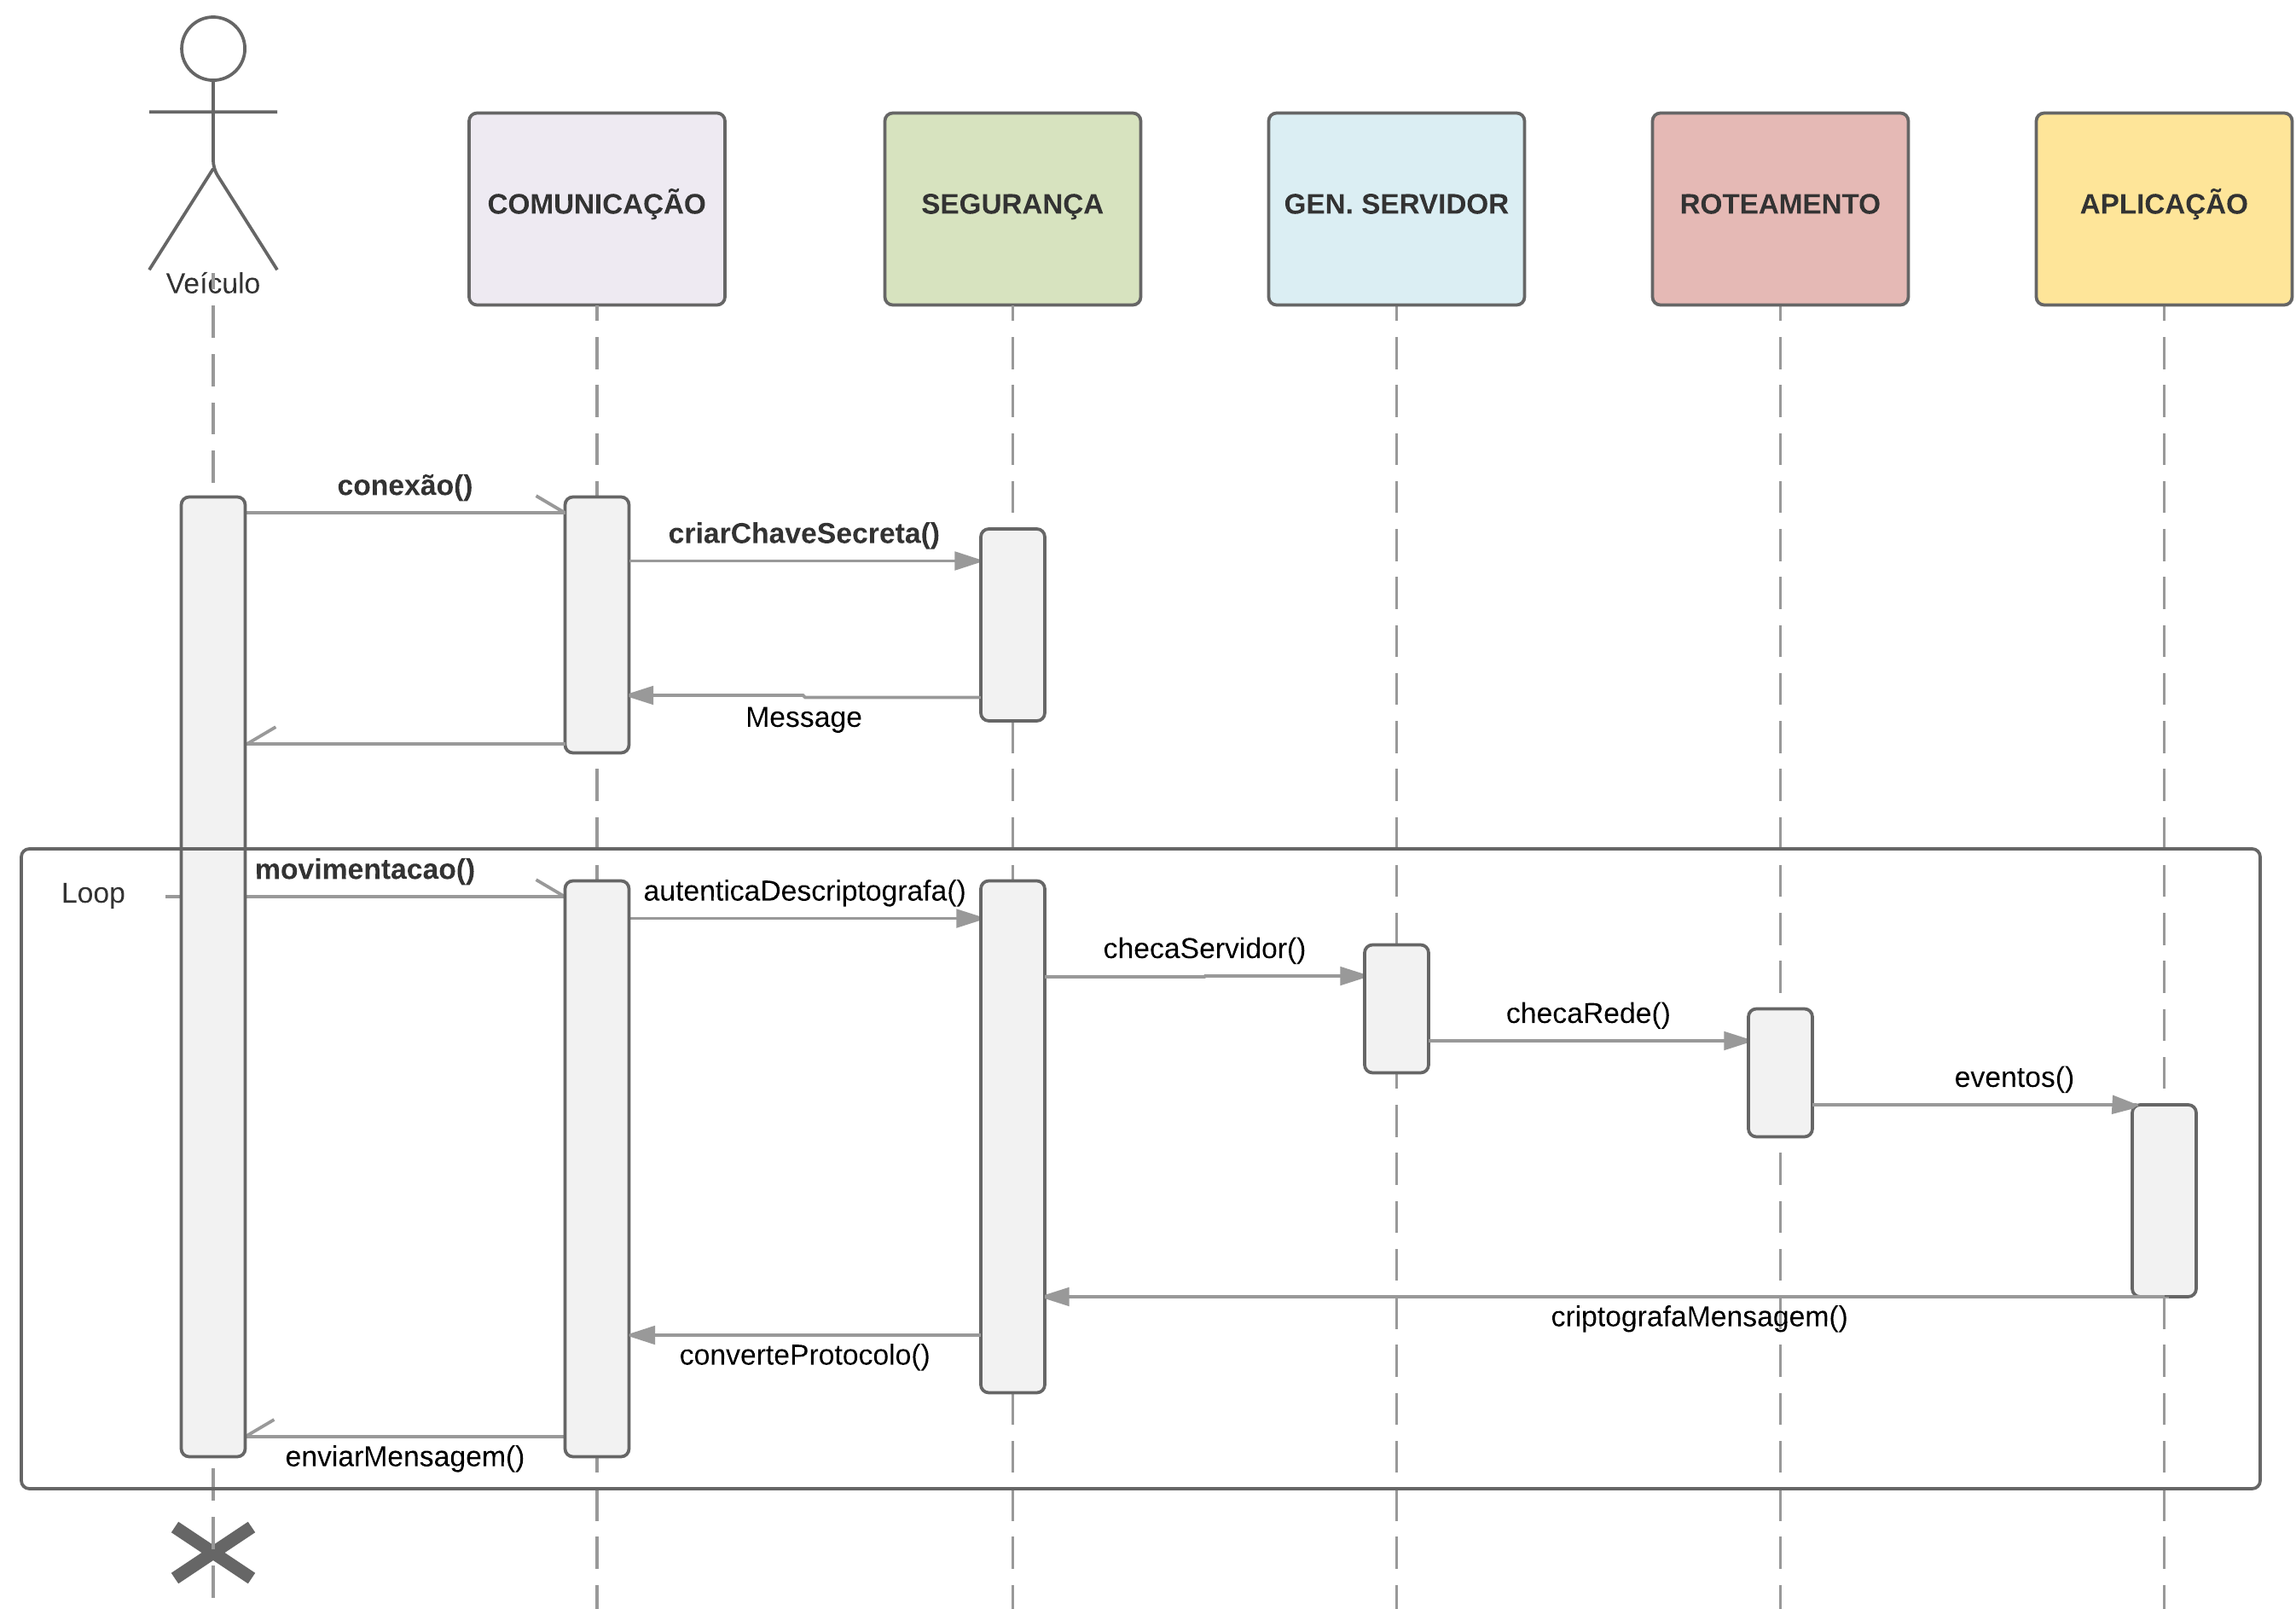 Veículo
COMUNICAÇÃO
SEGURANÇA
GEN. SERVIDOR
ROTEAMENTO
APLICAÇÃO
conexão()
criarChaveSecreta()
Message
Loop
movimentacao()
autenticaDescriptografa()
checaServidor()
checaRede()
eventos()
criptografaMensagem()
converteProtocolo()
enviarMensagem()